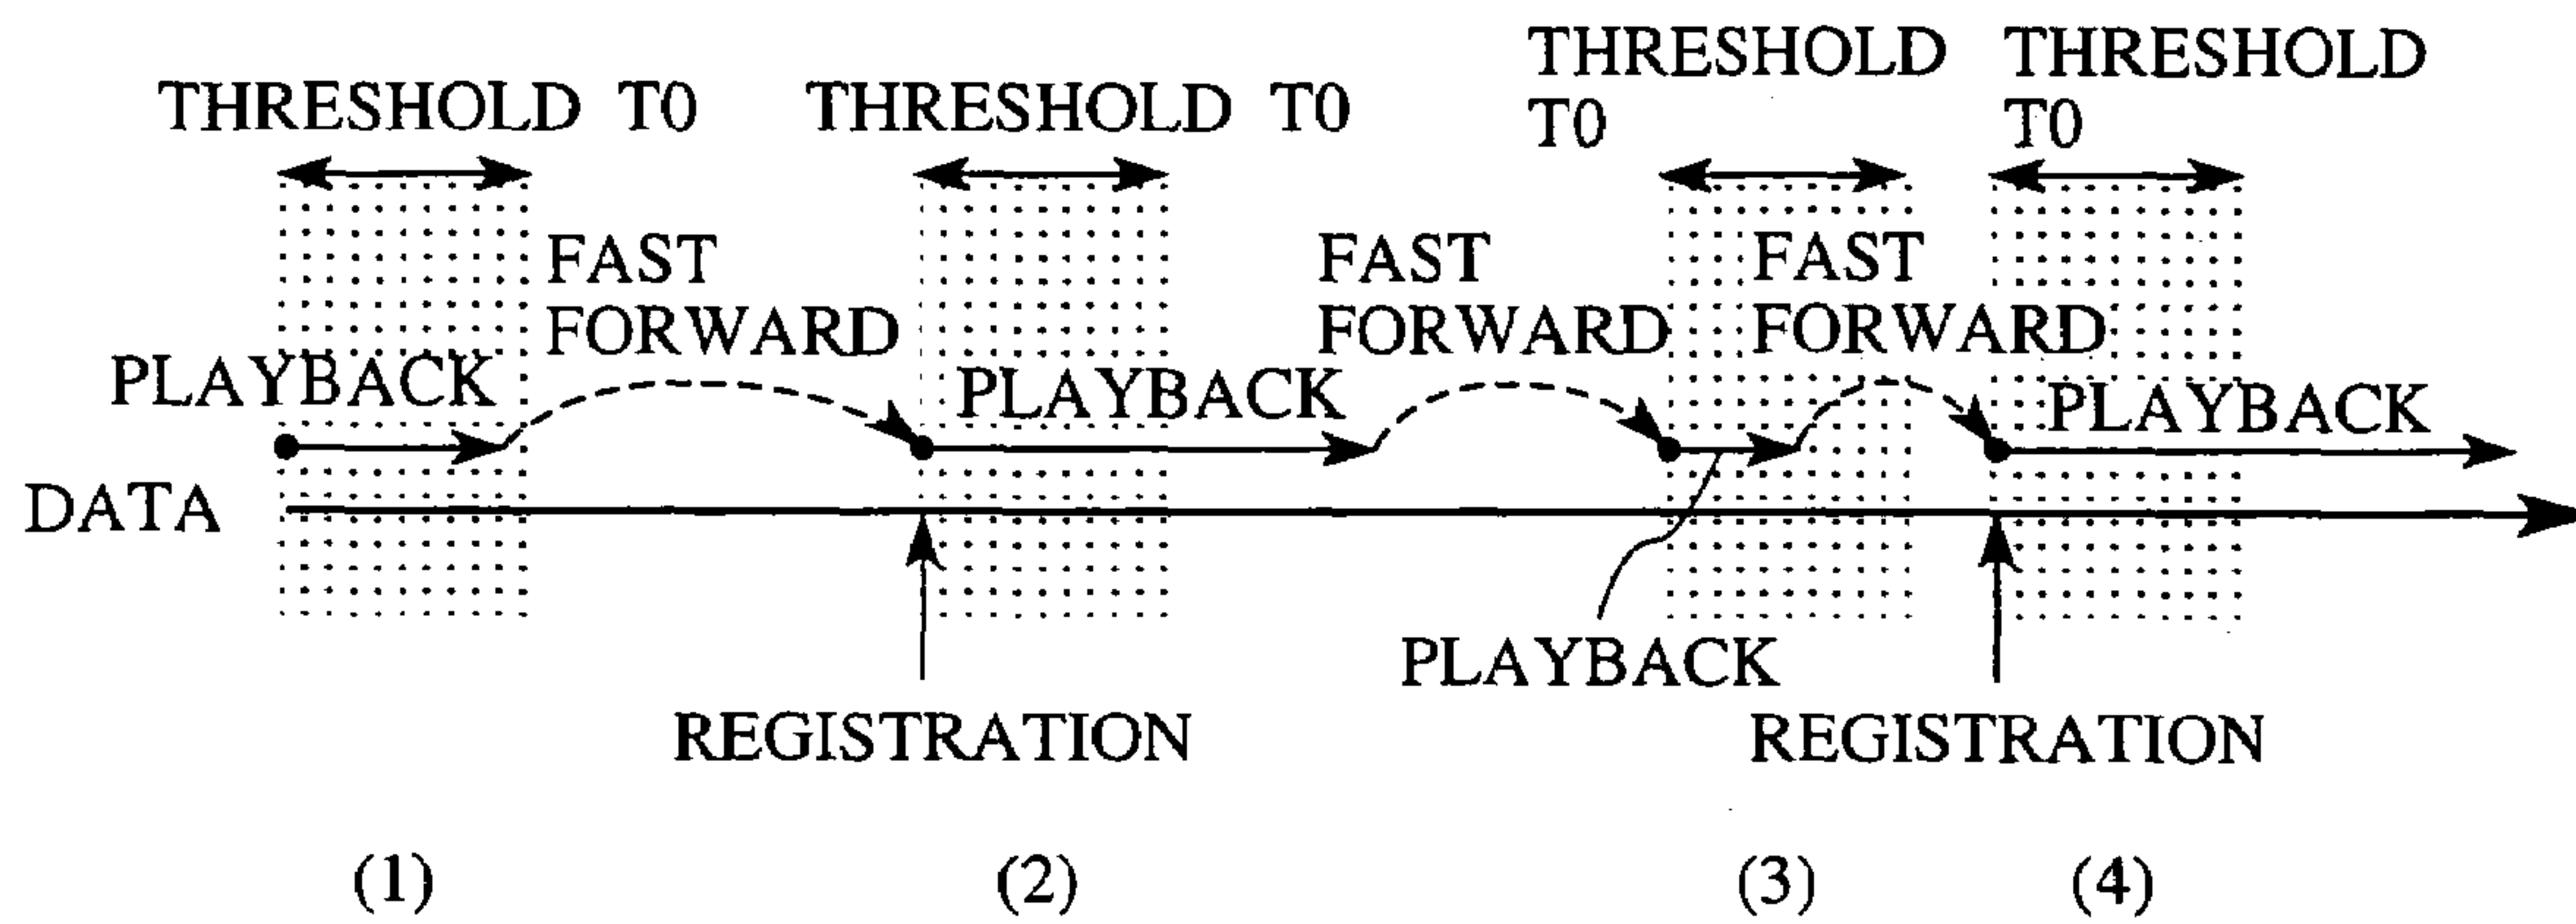 THRESHOLD T0
THRESHOLD T0
THRESHOLD
T0
THRESHOLD
T0
FAST
FORWARD
FAST
FORWARD
FAST
FORWARD
PLAYBACK
PLAYBACK
PLAYBACK
DATA
PLAYBACK
REGISTRATION
REGISTRATION
(1)
(2)
(3)
(4)